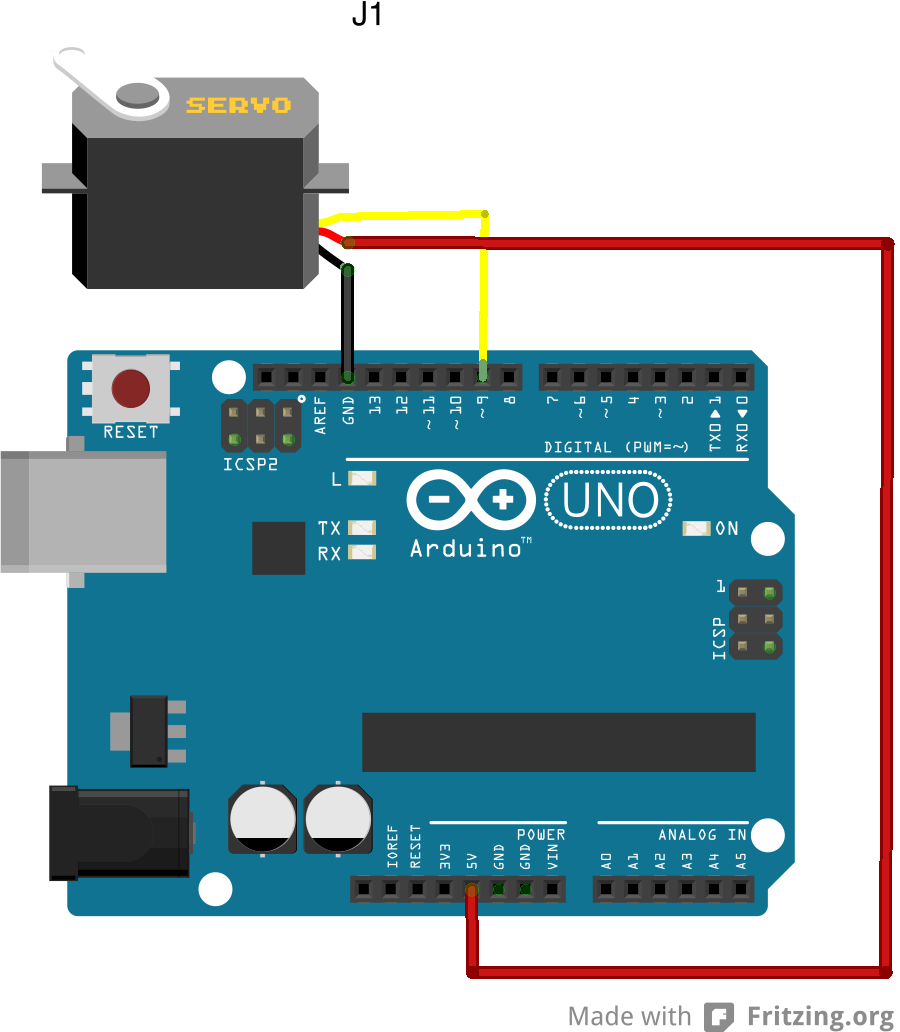 J1
SERVO
RESET
ICSP2
AREF
GND
13
12
~11
~10
~9
8
7
~6
~5
4
~3
2
TX0▶1
RX0◀0
DIGITAL (PWM=~)
L
TX
RX
UNO
Arduino™
ON
1
ICSP
POWER
ANALOG IN
IOREF
RESET
3V3
5V
GND
GND
VIN
A0
A1
A2
A3
A4
A5
Made with Fritzing.org